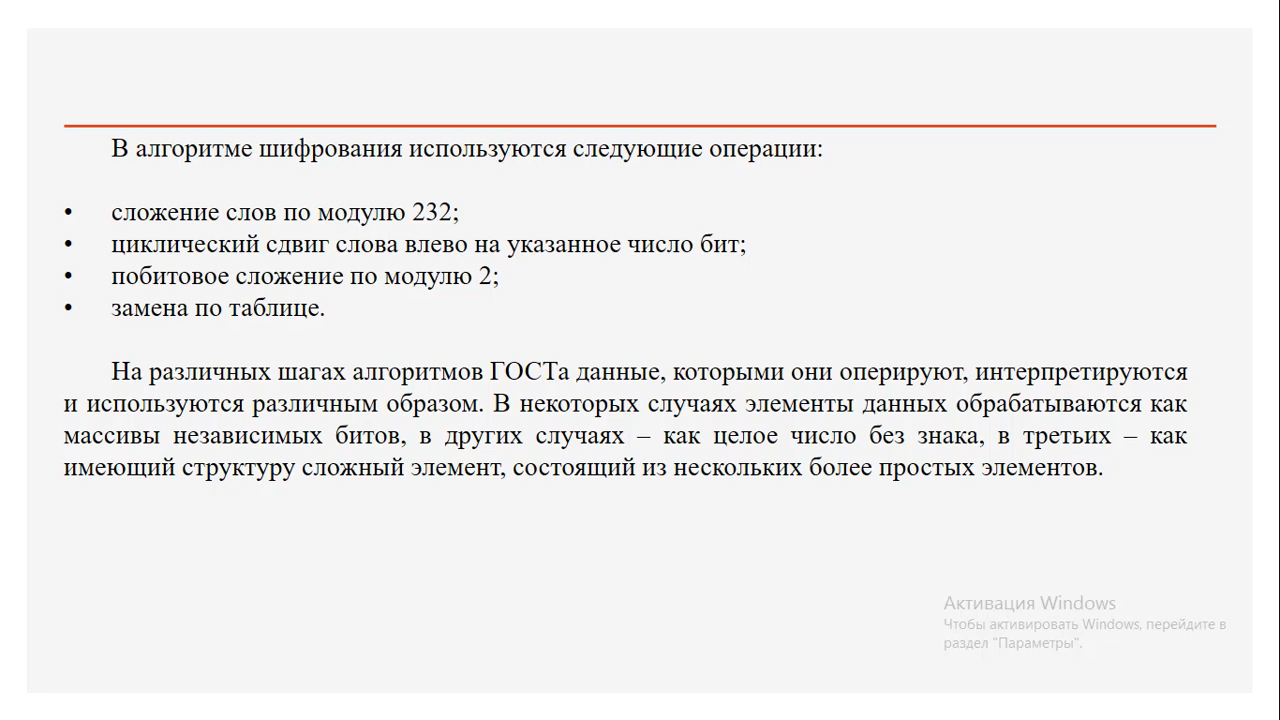 В алгоритме шифрования используются следующие операции:
• сложение слов по модулю 232;
• циклический сдвиг слова влево на указанное число бит;
• побитовое сложение по модулю 2;
• замена по таблице.
На различных шагах алгоритмов ГОСТа данные, которыми они оперируют, интерпретируются
и используются различным образом. В некоторых случаях элементы данных обрабатываются как
массивы независимых битов, в других случаях – как целое число без знака, в третьих – как
имеющий структуру сложный элемент, состоящий из нескольких более простых элементов.
Активация Windows
Чтобы активировать Windows, перейдите в
раздел "Параметры".